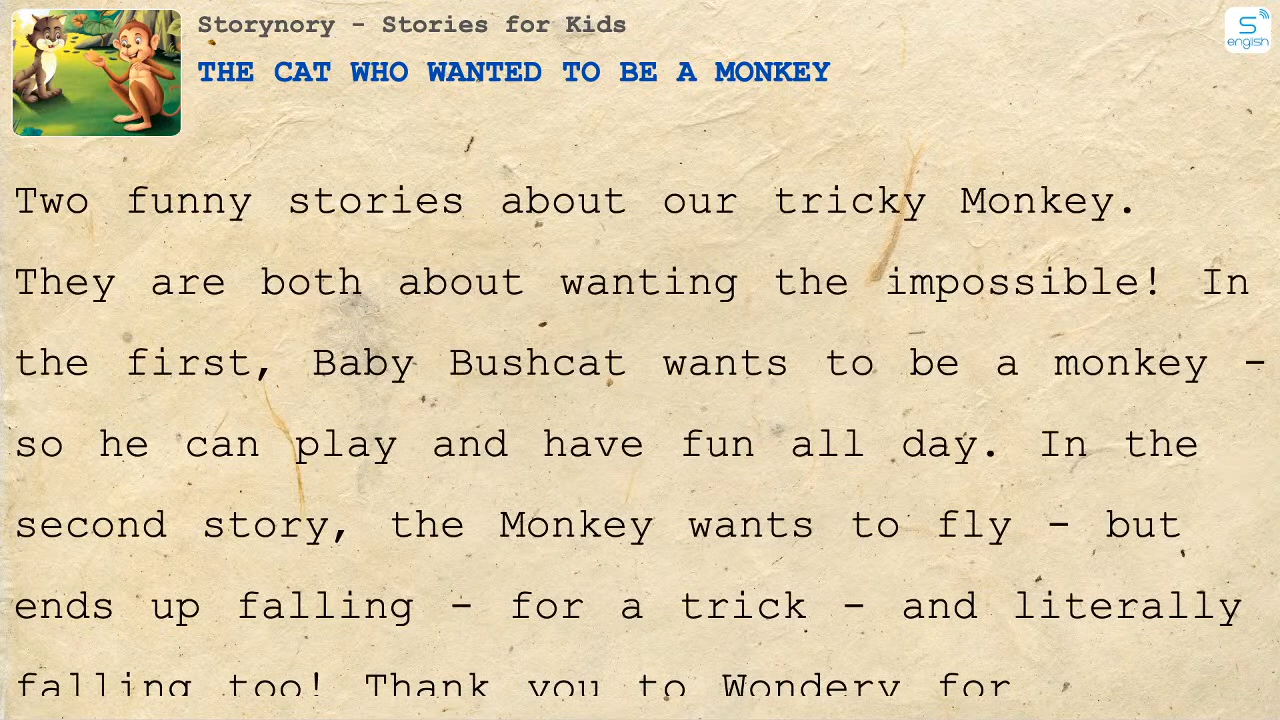 Storynory - Stories for Kids
THE CAT WHO WANTED TO BE A MONKEY
S
english
Two funny stories about our tricky Monkey.
They are both about wanting the impossible! In
the first, Baby Bushcat wants to be a monkey -
so he can play and have fun all day. In the
second story, the Monkey wants to fly - but
ends up falling - for a trick - and literally
falling too! Thank you to Wondery for